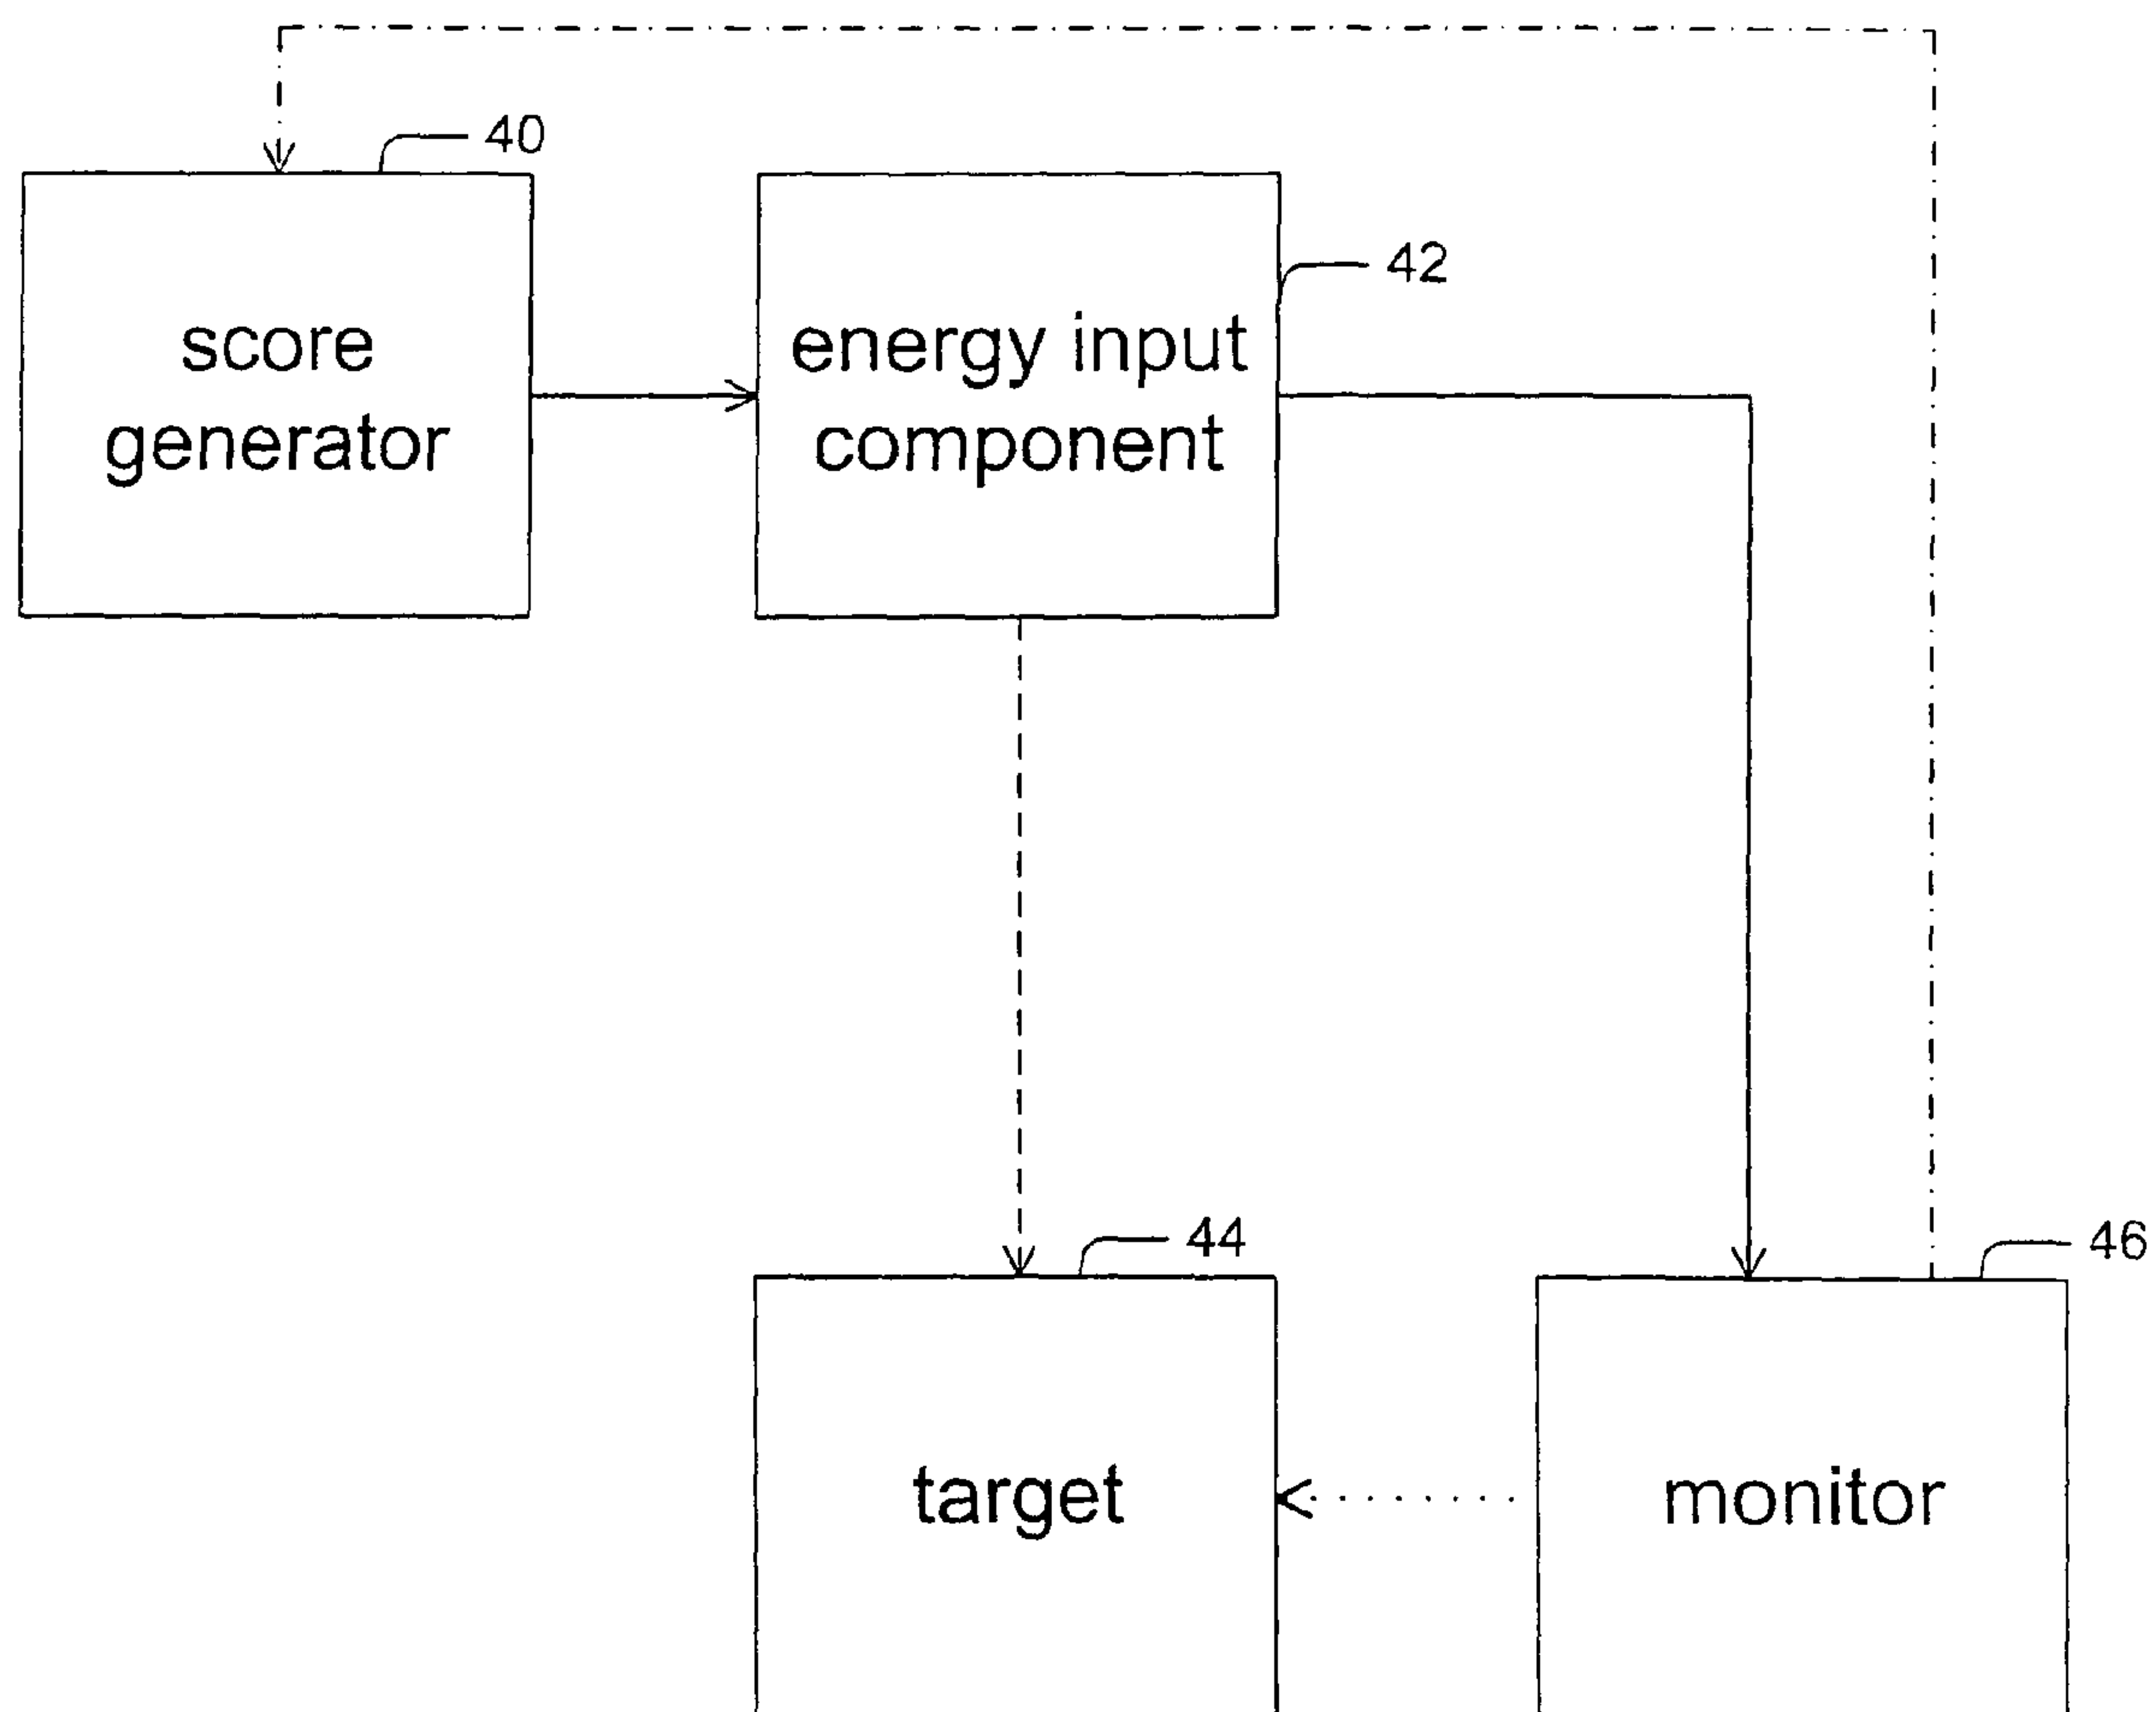 40
score
generator
42
energy input
component
44
target
46
monitor